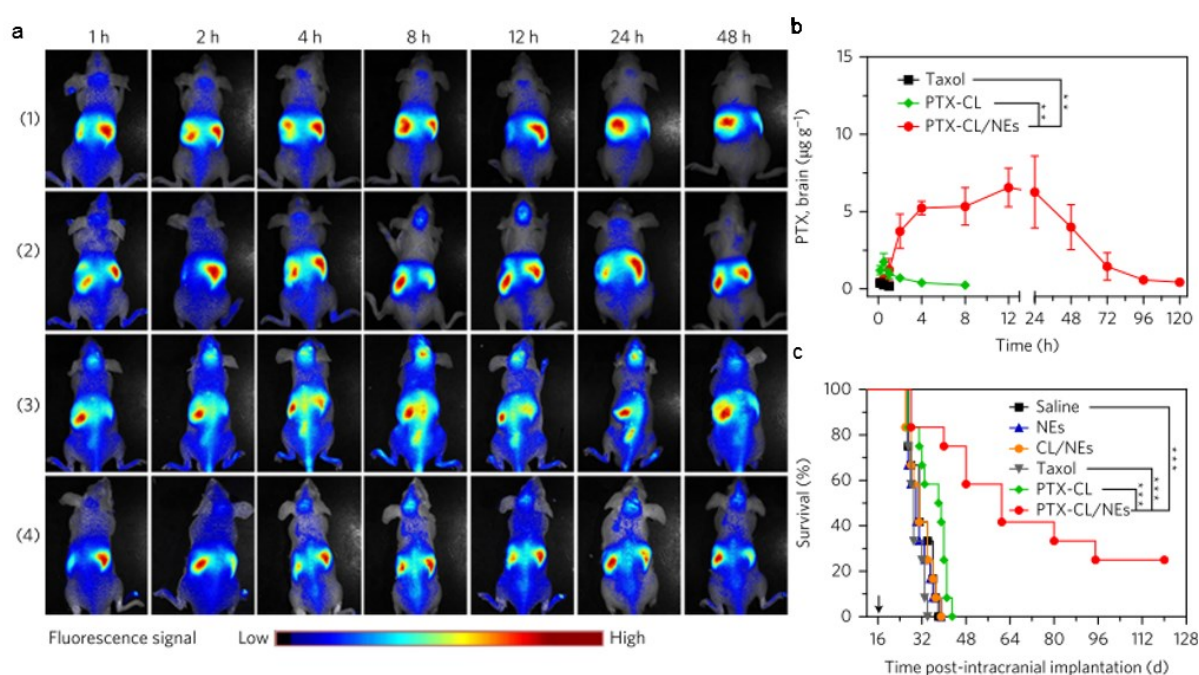 a
1 h 2 h 4 h 8 h 12 h 24 h 48 h
(1)
(2)
(3)
(4)
Fluorescence signal Low High
b
15
10
5
0
PTX, brain (µg g⁻¹)
Taxol
PTX-CL
PTX-CL/NEs
**
**
0 4 8 12 24 48 72 96 120
Time (h)
c
100
80
60
40
20
0
Survival (%)
Saline
NEs
CL/NEs
Taxol
PTX-CL
PTX-CL/NEs
***
***
***
16 32 48 64 80 96 112 128
Time post-intracranial implantation (d)